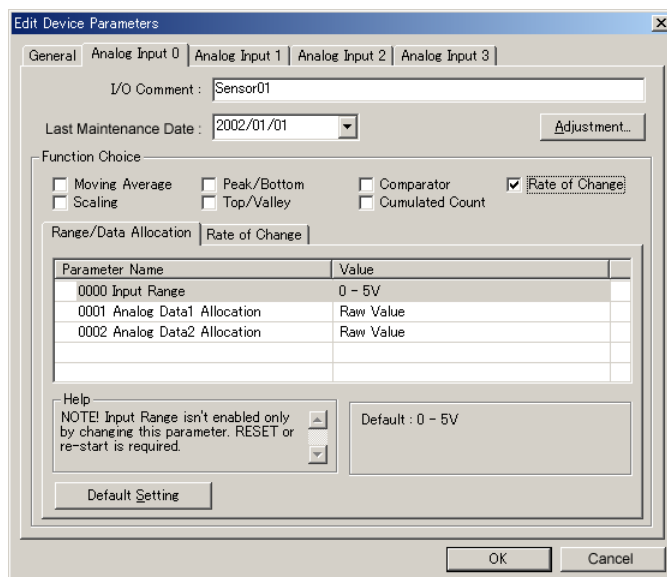 Edit Device Parameters
General Analog Input 0 Analog Input 1 Analog Input 2 Analog Input 3
I/O Comment : Sensor01
Last Maintenance Date : 2002/01/01 Adjustment...
Function Choice
Moving Average Peak/Bottom Comparator Rate of Change
Scaling Top/Valley Cumulated Count
Range/Data Allocation Rate of Change
Parameter Name Value
0000 Input Range 0 - 5V
0001 Analog Data1 Allocation Raw Value
0002 Analog Data2 Allocation Raw Value
Help
NOTE! Input Range isn't enabled only
by changing this parameter. RESET or
re-start is required.
Default : 0 - 5V
Default Setting
OK Cancel